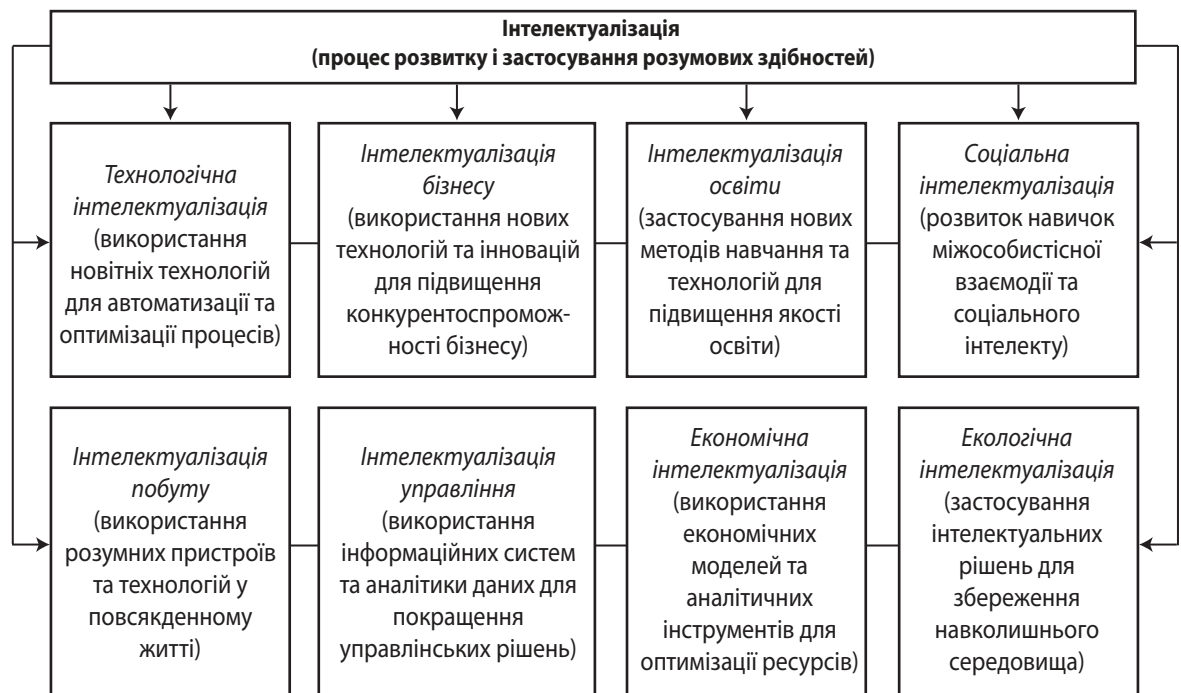 Інтелектуалізація
(процес розвитку і застосування розумових здібностей)
Технологічна
інтелектуалізація
(використання
новітніх технологій
для автоматизації та
оптимізації процесів)
Інтелектуалізація
бізнесу
(використання нових
технологій та інновацій
для підвищення
конкурентоспромож-
ності бізнесу)
Інтелектуалізація
освіти
(застосування нових
методів навчання та
технологій для
підвищення якості
освіти)
Соціальна
інтелектуалізація
(розвиток навичок
міжособистісної
взаємодії та
соціального
інтелекту)
Інтелектуалізація
побуту
(використання
розумних пристроїв
та технологій у
повсякденному
житті)
Інтелектуалізація
управління
(використання
інформаційних систем
та аналітики даних для
покращення
управлінських рішень)
Економічна
інтелектуалізація
(використання
економічних
моделей та
аналітичних
інструментів для
оптимізації ресурсів)
Екологічна
інтелектуалізація
(застосування
інтелектуальних
рішень для
збереження
навколишнього
середовища)